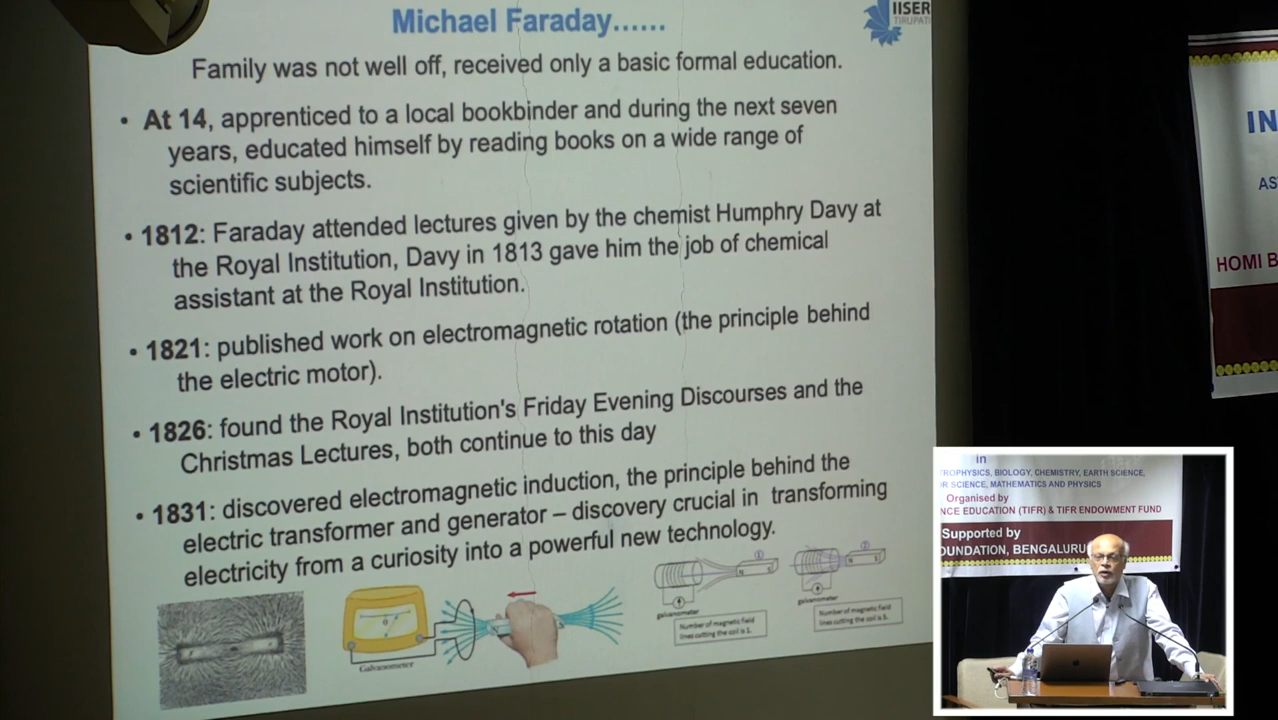 Michael Faraday......
IISER
TIRUPATI
Family was not well off, received only a basic formal education.
• At 14, apprenticed to a local bookbinder and during the next seven
years, educated himself by reading books on a wide range of
scientific subjects.
• 1812: Faraday attended lectures given by the chemist Humphry Davy at
the Royal Institution, Davy in 1813 gave him the job of chemical
assistant at the Royal Institution.
• 1821: published work on electromagnetic rotation (the principle behind
the electric motor).
• 1826: found the Royal Institution's Friday Evening Discourses and the
Christmas Lectures, both continue to this day
• 1831: discovered electromagnetic induction, the principle behind the
electric transformer and generator – discovery crucial in transforming
electricity from a curiosity into a powerful new technology.
Galvanometer
galvanometer
Number of magnetic field
lines cutting the coil is 1.
galvanometer
Number of magnetic field
lines cutting the coil is 5.
IN
AS
HOMI B
in
TROPHYSICS, BIOLOGY, CHEMISTRY, EARTH SCIENCE,
R SCIENCE, MATHEMATICS AND PHYSICS
Organised by
NCE EDUCATION (TIFR) & TIFR ENDOWMENT FUND
Supported by
OUNDATION, BENGALURU